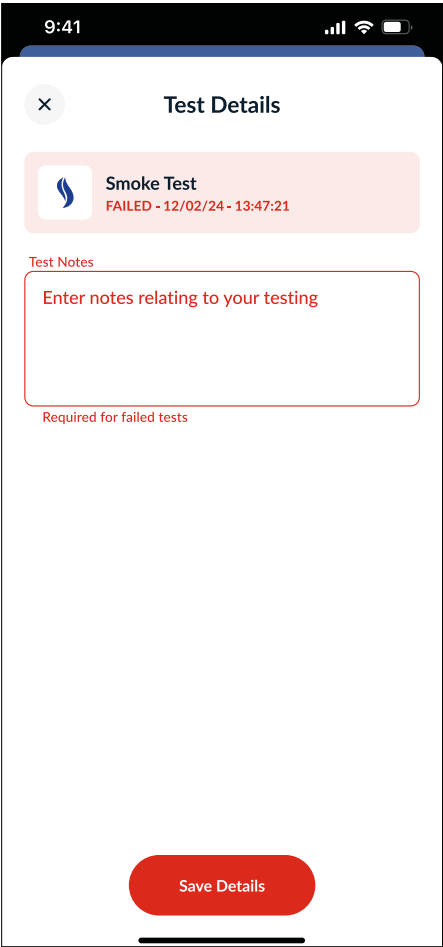 9:41
Test Details
Smoke Test
FAILED - 12/02/24 - 13:47:21
Test Notes
Enter notes relating to your testing
Required for failed tests
Save Details